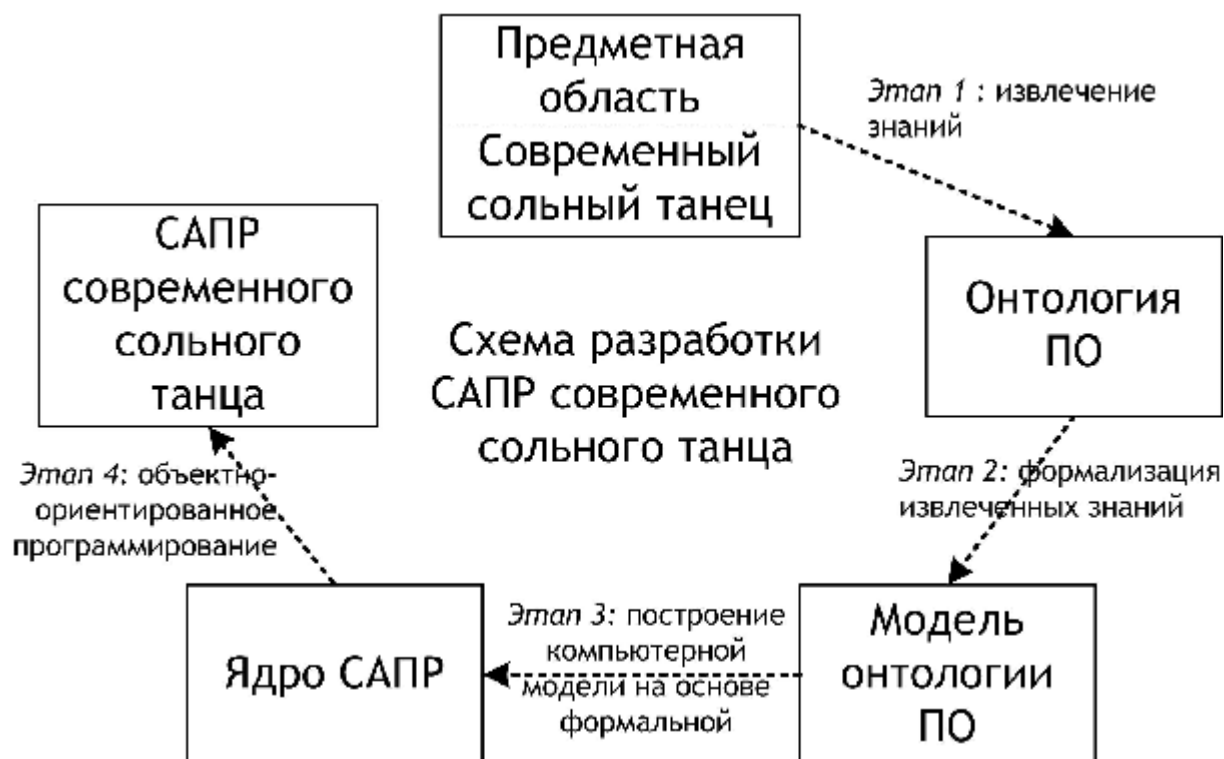 Предметная
область
Современный
сольный танец
Этап 1 : извлечение
знаний
Онтология
ПО
Этап 2: формализация
извлеченных знаний
Модель
онтологии
ПО
Этап 3: построение
компьютерной
модели на основе
формальной
Ядро САПР
Этап 4: объектно-
ориентированное
программирование
САПР
современного
сольного
танца
Схема разработки
САПР современного
сольного танца